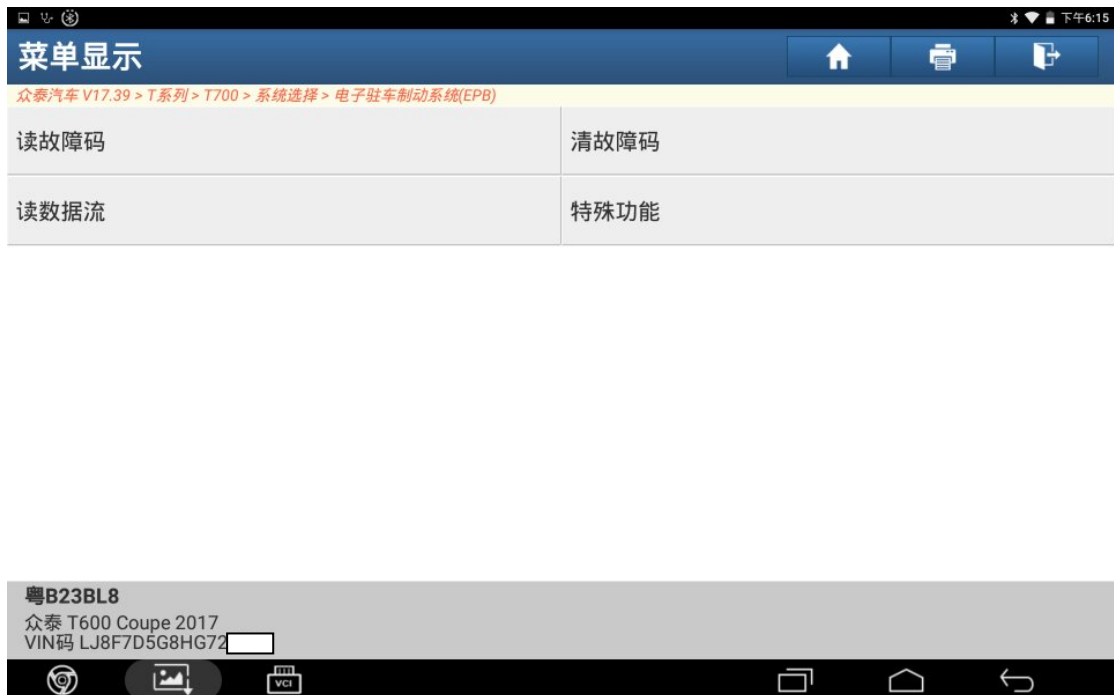 下午6:15
菜单显示
众泰汽车 V17.39 > T系列 > T700 > 系统选择 > 电子驻车制动系统(EPB)
读故障码 清故障码
读数据流 特殊功能
粤B23BL8
众泰 T600 Coupe 2017
VIN码 LJ8F7D5G8HG72
VCI